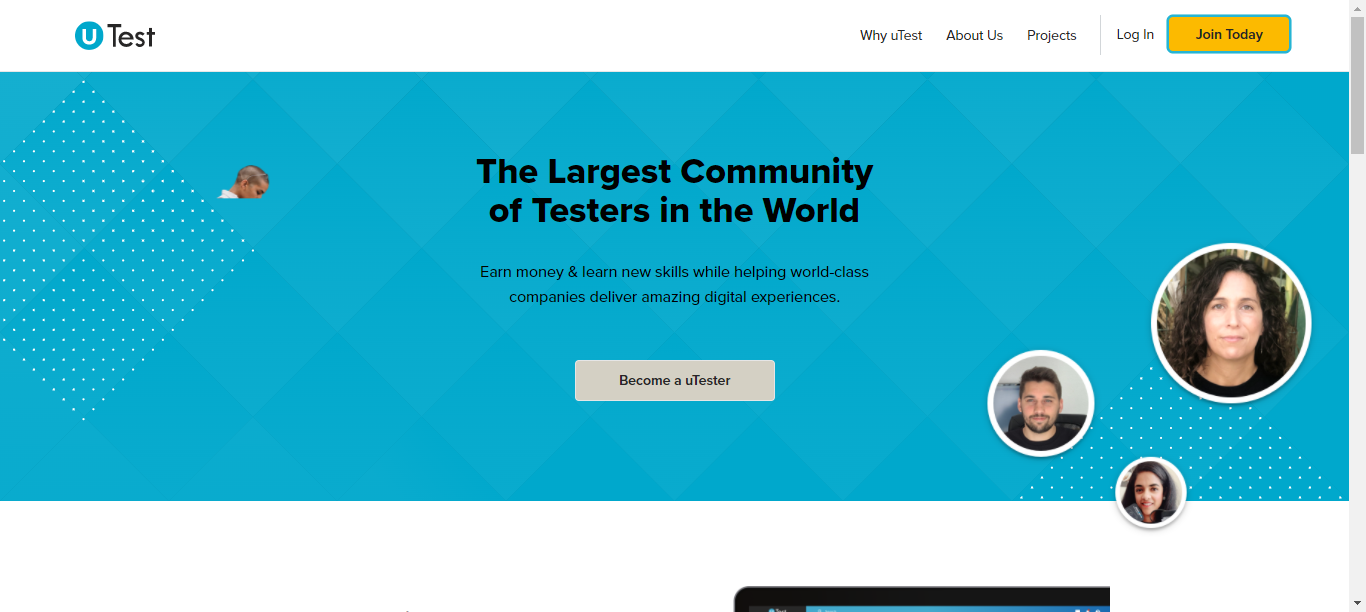 uTest
Why uTest
About Us
Projects
Log In
Join Today
The Largest Community
of Testers in the World
Earn money & learn new skills while helping world-class
companies deliver amazing digital experiences.
Become a uTester